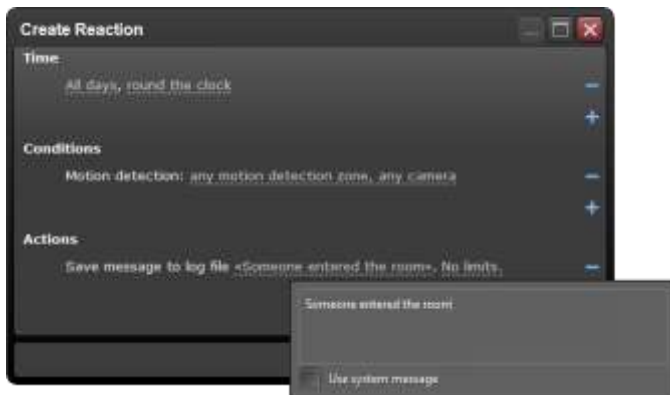 Create Reaction
Time
All days, round the clock
Conditions
Motion detection: any motion detection zone, any camera
Actions
Save message to log file «Someone entered the room». No limits.
Someone entered the room
Use system message